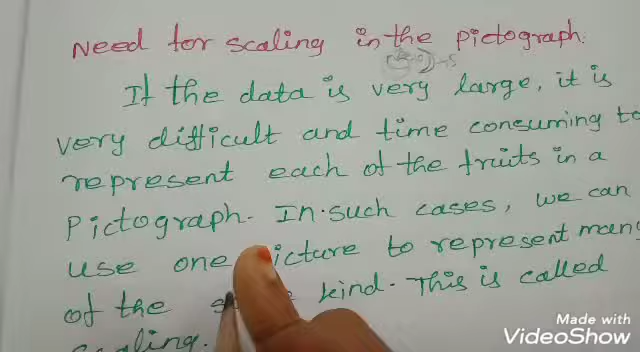 Need for scaling in the pictograph.
If the data is very large, it is
very difficult and time consuming to
represent each of the fruits in a
pictograph. In such cases, we can
use one picture to represent many
of the kind. This is called
scaling.
Made with
VideoShow